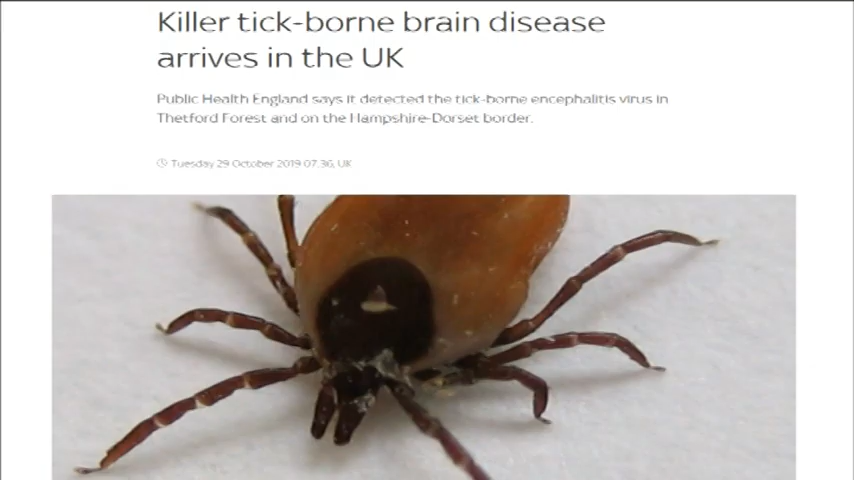 Killer tick-borne brain disease
arrives in the UK
Public Health England says it detected the tick-borne encephalitis virus in
Thetford Forest and on the Hampshire-Dorset border.
Tuesday 29 October 2019 07:36, UK